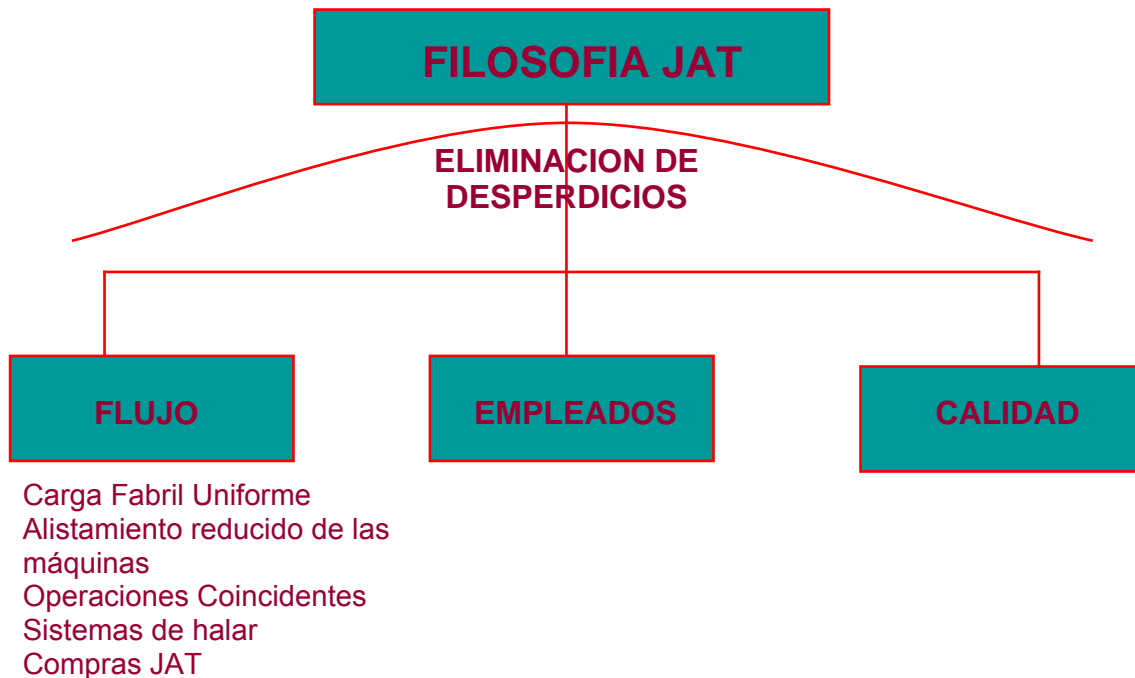 FILOSOFIA JAT
ELIMINACION DE
DESPERDICIOS
FLUJO
EMPLEADOS
CALIDAD
Carga Fabril Uniforme
Alistamiento reducido de las
máquinas
Operaciones Coincidentes
Sistemas de halar
Compras JAT